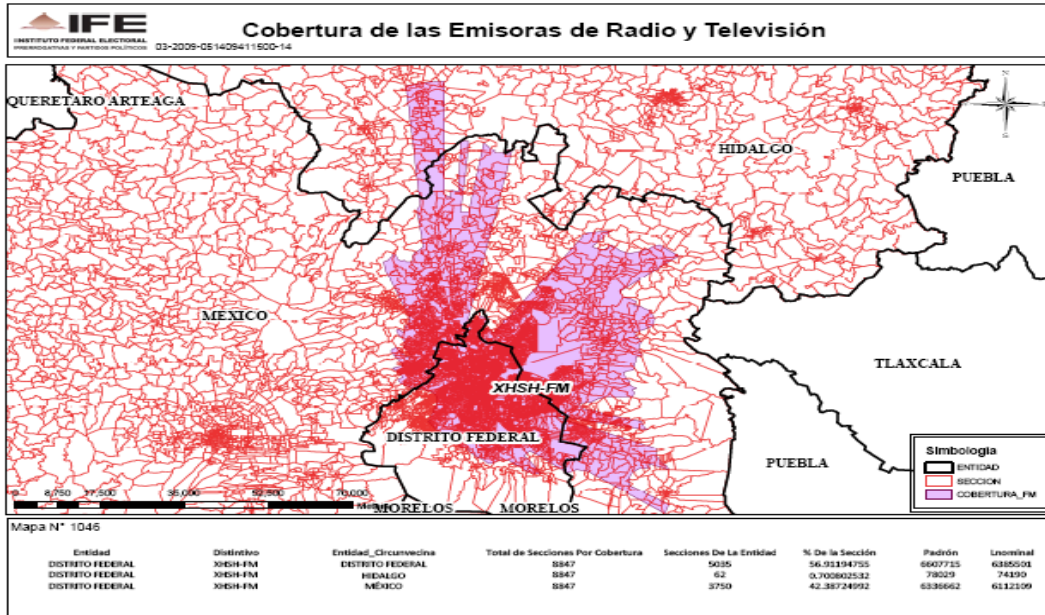 IFE
INSTITUTO FEDERAL ELECTORAL
PRERROGATIVAS Y PARTIDOS POLÍTICOS
03-2009-051409411500-14
Cobertura de las Emisoras de Radio y Televisión
QUERETARO ARTEAGA
HIDALGO
PUEBLA
MEXICO
TLAXCALA
XHSH-FM
DISTRITO FEDERAL
PUEBLA
MORELOS MORELOS
0 8,750 17,500 35,000 52,500 70,000
Simbología
ENTIDAD
SECCION
COBERTURA_FM
Mapa N° 1046
Entidad Distintivo Entidad_Circunvecina Total de Secciones Por Cobertura Secciones De La Entidad % De la Sección Padrón Lnominal
DISTRITO FEDERAL XHSH-FM DISTRITO FEDERAL 8847 5035 56.91194755 6607715 6385501
DISTRITO FEDERAL XHSH-FM HIDALGO 8847 62 0.700802532 78029 74190
DISTRITO FEDERAL XHSH-FM MÉXICO 8847 3750 42.38724992 6336662 6112109